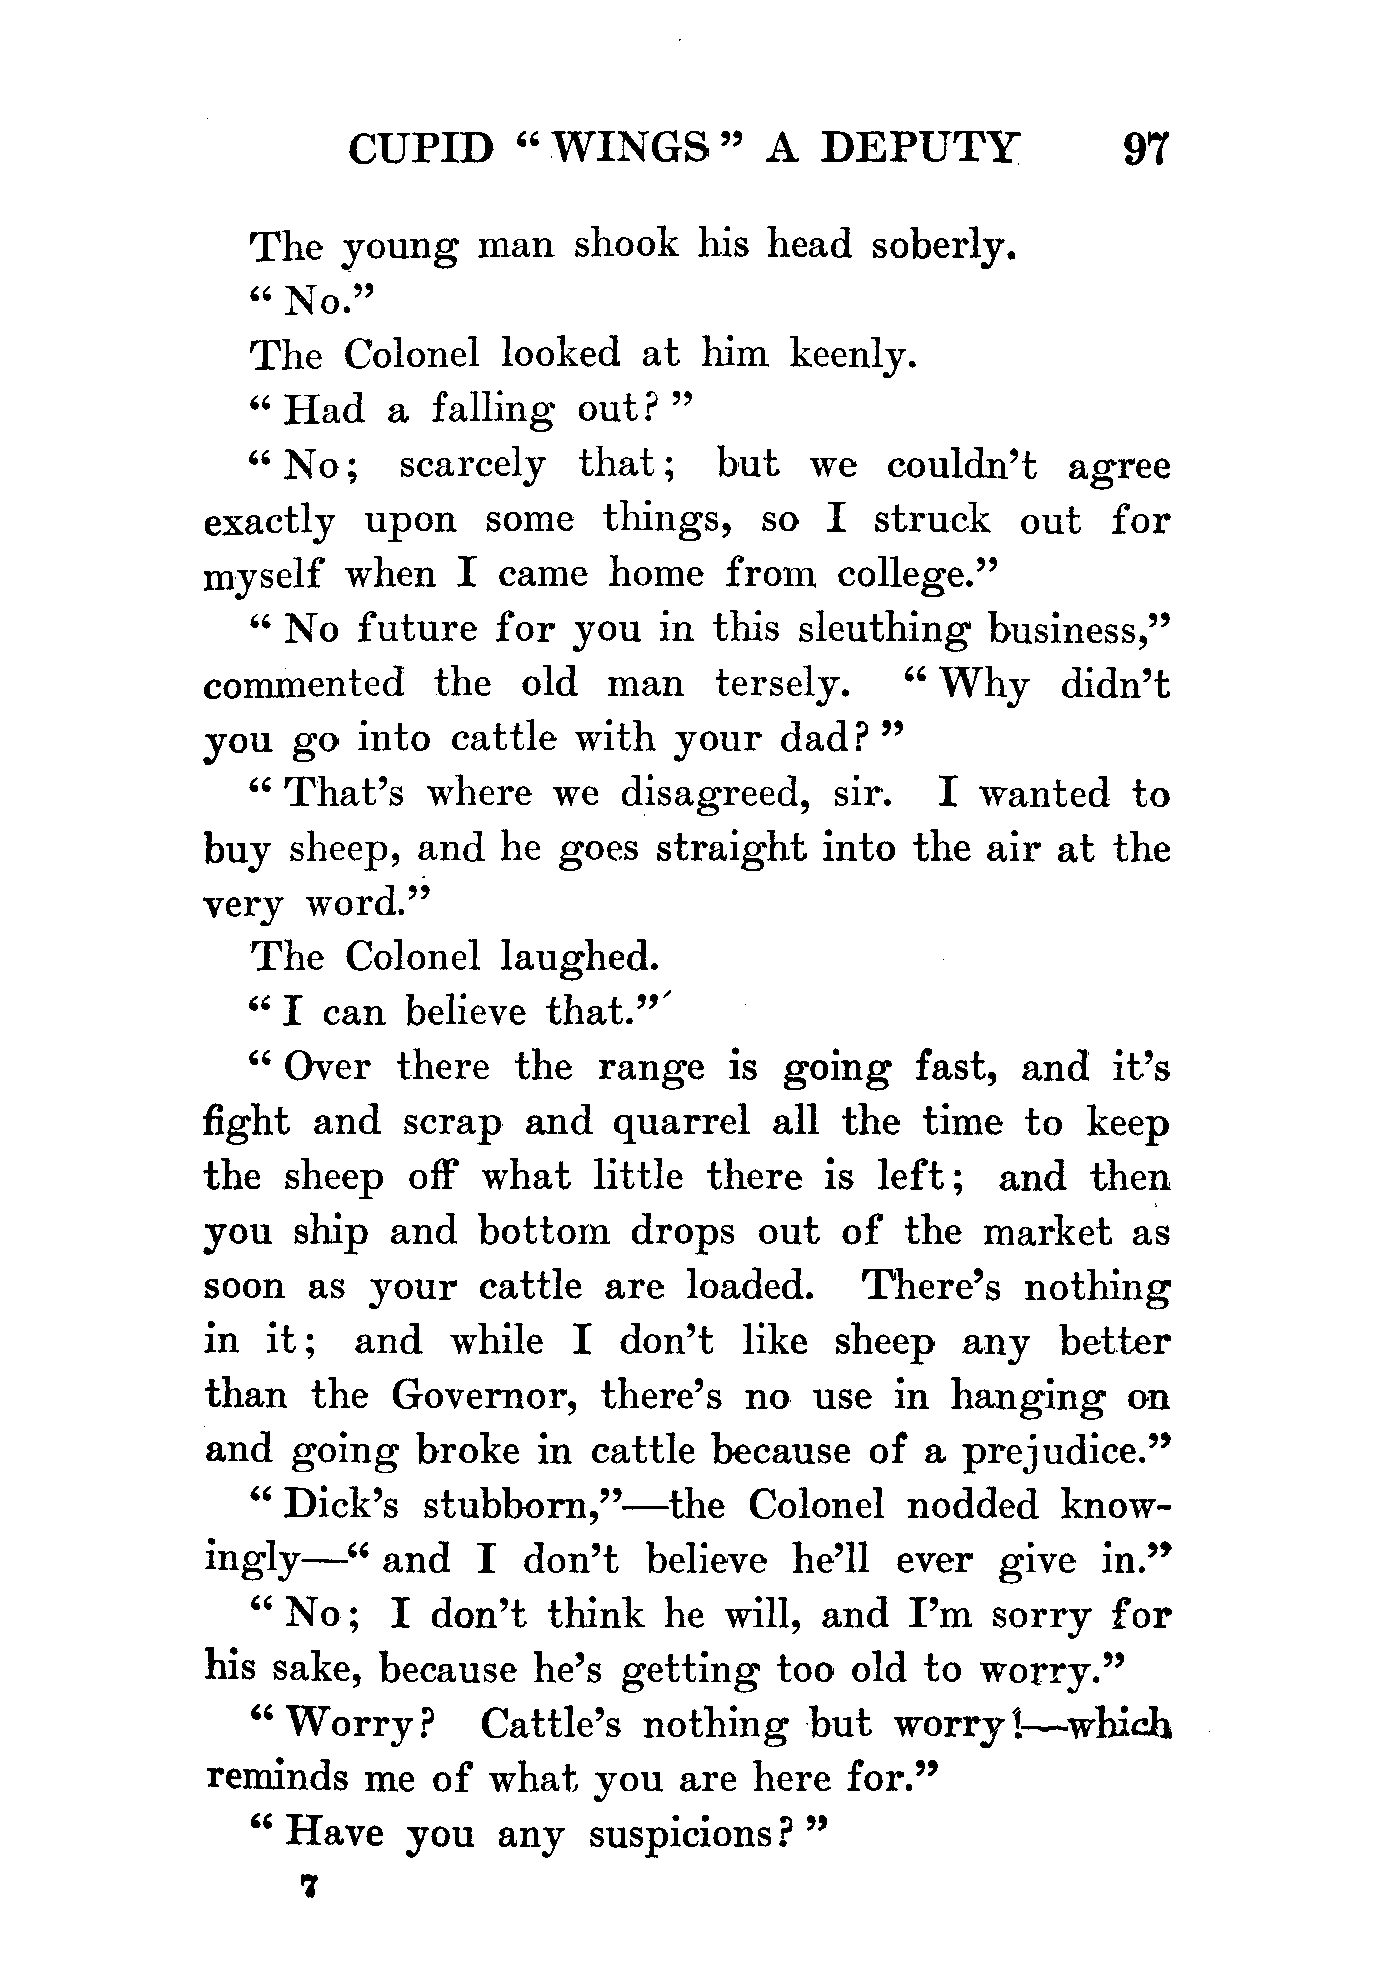 CUPID “ WINGS ” A DEPUTY 97
The young man shook his head soberly.
“ No.”
The Colonel looked at him keenly.
“ Had a falling out? ”
“ No; scarcely that; but we couldn’t agree
exactly upon some things, so I struck out for
myself when I came home from college.”
“ No future for you in this sleuthing business,”
commented the old man tersely. “ Why didn’t
you go into cattle with your dad? ”
“ That’s where we disagreed, sir. I wanted to
buy sheep, and he goes straight into the air at the
very word.”
The Colonel laughed.
“ I can believe that.”
“ Over there the range is going fast, and it’s
fight and scrap and quarrel all the time to keep
the sheep off what little there is left; and then
you ship and bottom drops out of the market as
soon as your cattle are loaded. There’s nothing
in it; and while I don’t like sheep any better
than the Governor, there’s no use in hanging on
and going broke in cattle because of a prejudice.”
“ Dick’s stubborn,”—the Colonel nodded know-
ingly—“ and I don’t believe he’ll ever give in.”
“ No; I don’t think he will, and I’m sorry for
his sake, because he’s getting too old to worry.”
“ Worry? Cattle’s nothing but worry!—which
reminds me of what you are here for.”
“ Have you any suspicions? ”
7